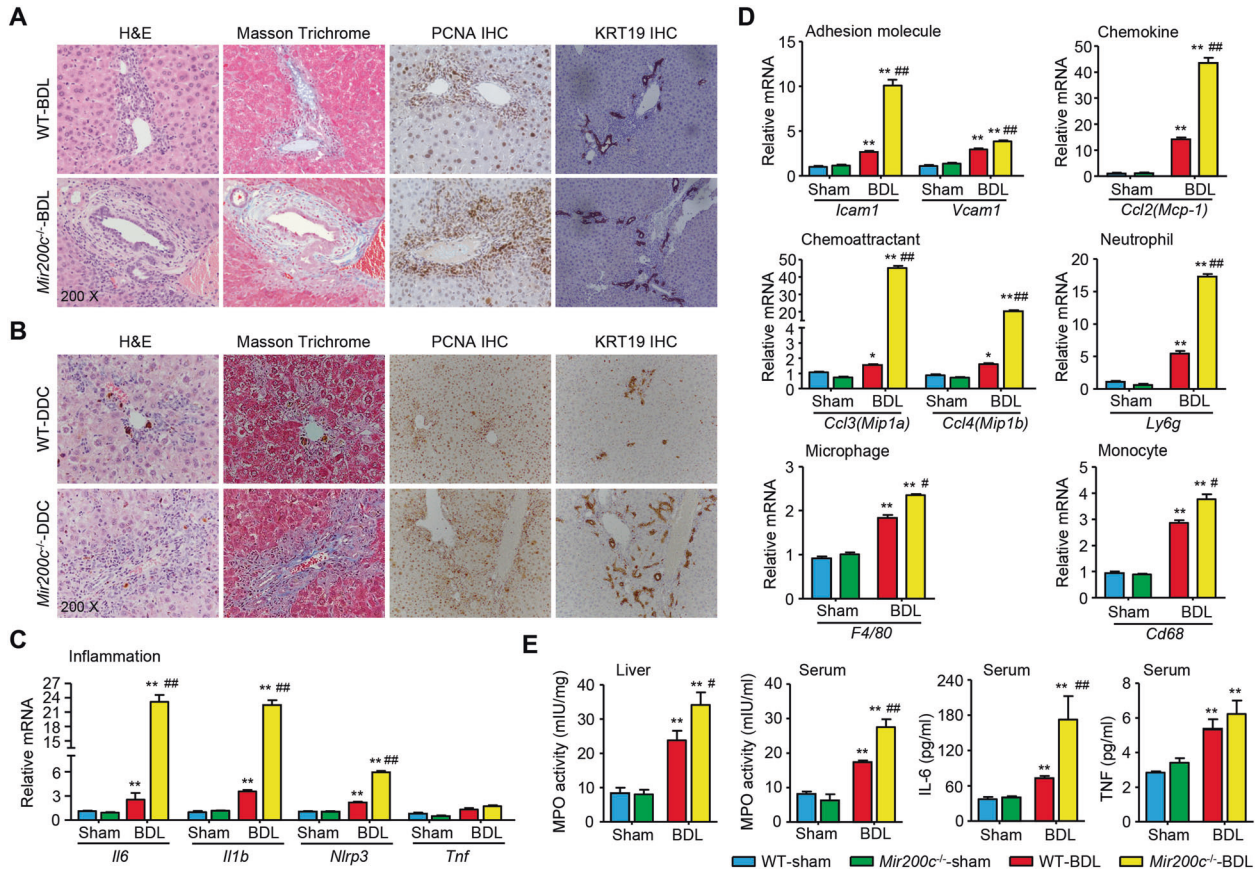 A
H&E Masson Trichrome PCNA IHC KRT19 IHC
WT-BDL
Mir200c-/--BDL
200 X
B
H&E Masson Trichrome PCNA IHC KRT19 IHC
WT-DDC
Mir200c-/--DDC
200 X
C
Inflammation
Relative mRNA
27
24
21
18
15
12
9
6
3
0
** ** ## ** ** ## ** ** ##
Sham BDL Sham BDL Sham BDL Sham BDL
Il6 Il1b Nlrp3 Tnf
D
Adhesion molecule
Relative mRNA
15
10
5
0
** ** ## ** ** ##
Sham BDL Sham BDL
Icam1 Vcam1
Chemokine
Relative mRNA
50
40
30
20
10
0
** ** ##
Sham BDL
Ccl2(Mcp-1)
Chemoattractant
Relative mRNA
50
40
30
20
10
5
4
3
2
1
0
* ** ## * **##
Sham BDL Sham BDL
Ccl3(Mip1a) Ccl4(Mip1b)
Neutrophil
Relative mRNA
20
15
10
5
0
** ** ##
Sham BDL
Ly6g
Microphage
Relative mRNA
3
2
1
0
** ** #
Sham BDL
F4/80
Monocyte
Relative mRNA
5
4
3
2
1
0
** ** #
Sham BDL
Cd68
E
Liver
MPO activity (mIU/mg)
40
30
20
10
0
** ** #
Sham BDL
Serum
MPO activity (mIU/ml)
40
30
20
10
0
** ** ##
Sham BDL
Serum
IL-6 (pg/ml)
240
180
120
60
0
** ** ##
Sham BDL
Serum
TNF (pg/ml)
8
6
4
2
0
** **
Sham BDL
WT-sham Mir200c-/--sham WT-BDL Mir200c-/--BDL